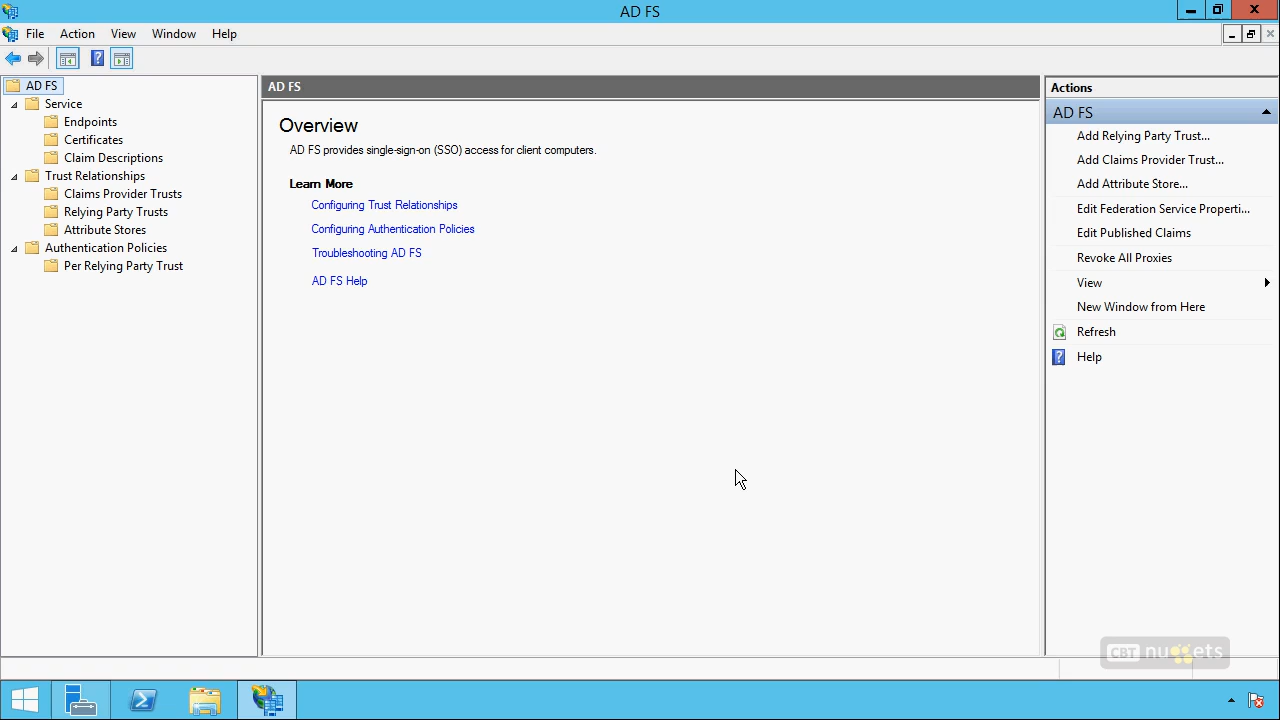 AD FS
File Action View Window Help
AD FS
Service
Endpoints
Certificates
Claim Descriptions
Trust Relationships
Claims Provider Trusts
Relying Party Trusts
Attribute Stores
Authentication Policies
Per Relying Party Trust
AD FS
Overview
AD FS provides single-sign-on (SSO) access for client computers.
Learn More
Configuring Trust Relationships
Configuring Authentication Policies
Troubleshooting AD FS
AD FS Help
Actions
AD FS
Add Relying Party Trust...
Add Claims Provider Trust...
Add Attribute Store...
Edit Federation Service Properti...
Edit Published Claims
Revoke All Proxies
View
New Window from Here
Refresh
Help
CBT nuggets